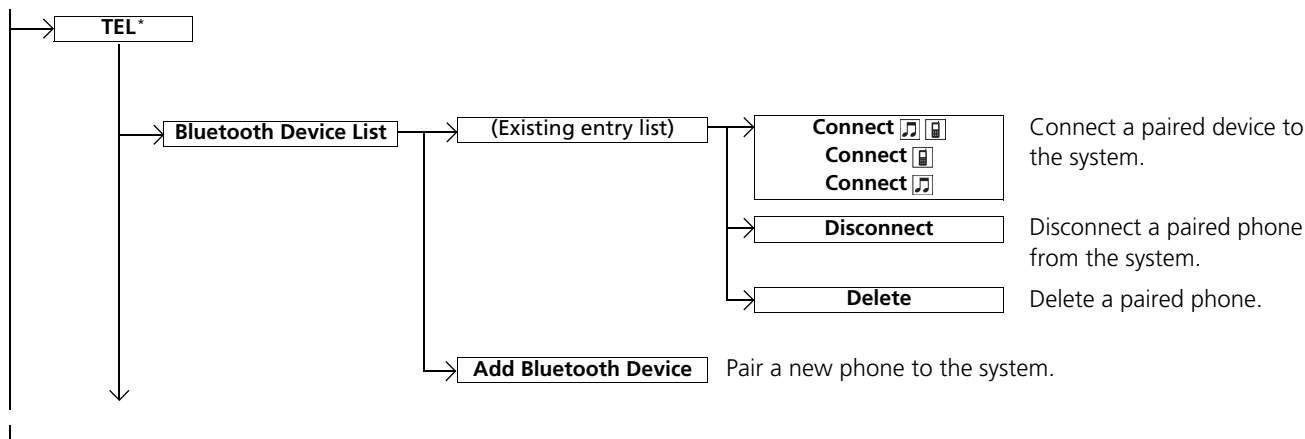 TEL*
Bluetooth Device List
(Existing entry list)
Connect
Connect
Connect
Connect a paired device to
the system.
Disconnect
Disconnect a paired phone
from the system.
Delete
Delete a paired phone.
Add Bluetooth Device
Pair a new phone to the system.